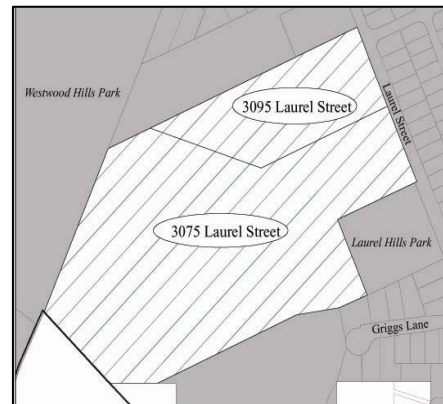 3095 Laurel Street
Westwood Hills Park
Laurel Street
3075 Laurel Street
Laurel Hills Park
Griggs Lane